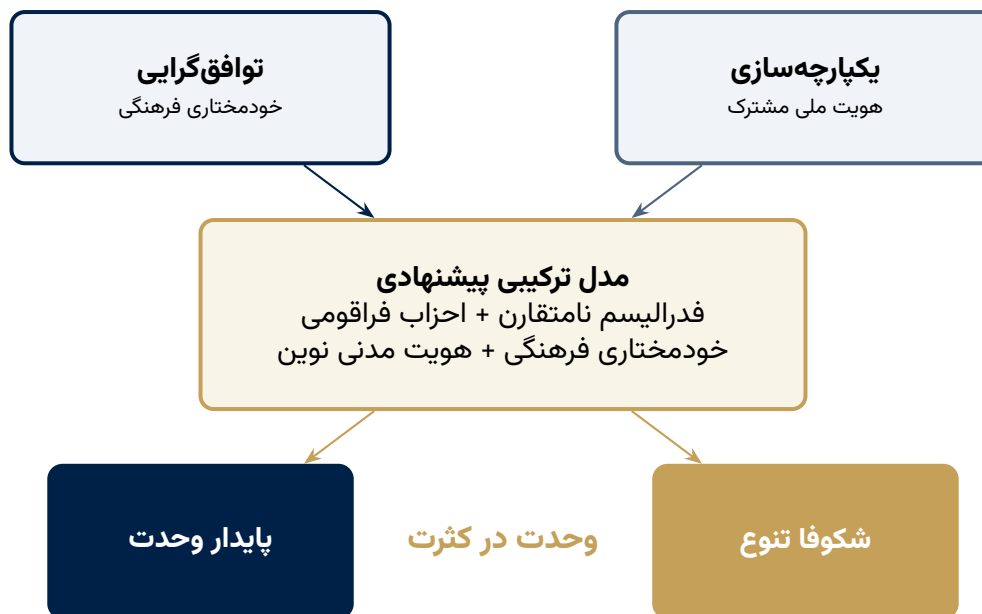 یکپارچه‌سازی
هویت ملی مشترک
توافق‌گرایی
خودمختاری فرهنگی
مدل ترکیبی پیشنهادی
فدرالیسم نامتقارن + احزاب فراقومی
خودمختاری فرهنگی + هویت مدنی نوین
شکوفا تنوع
وحدت در کثرت
پایدار وحدت